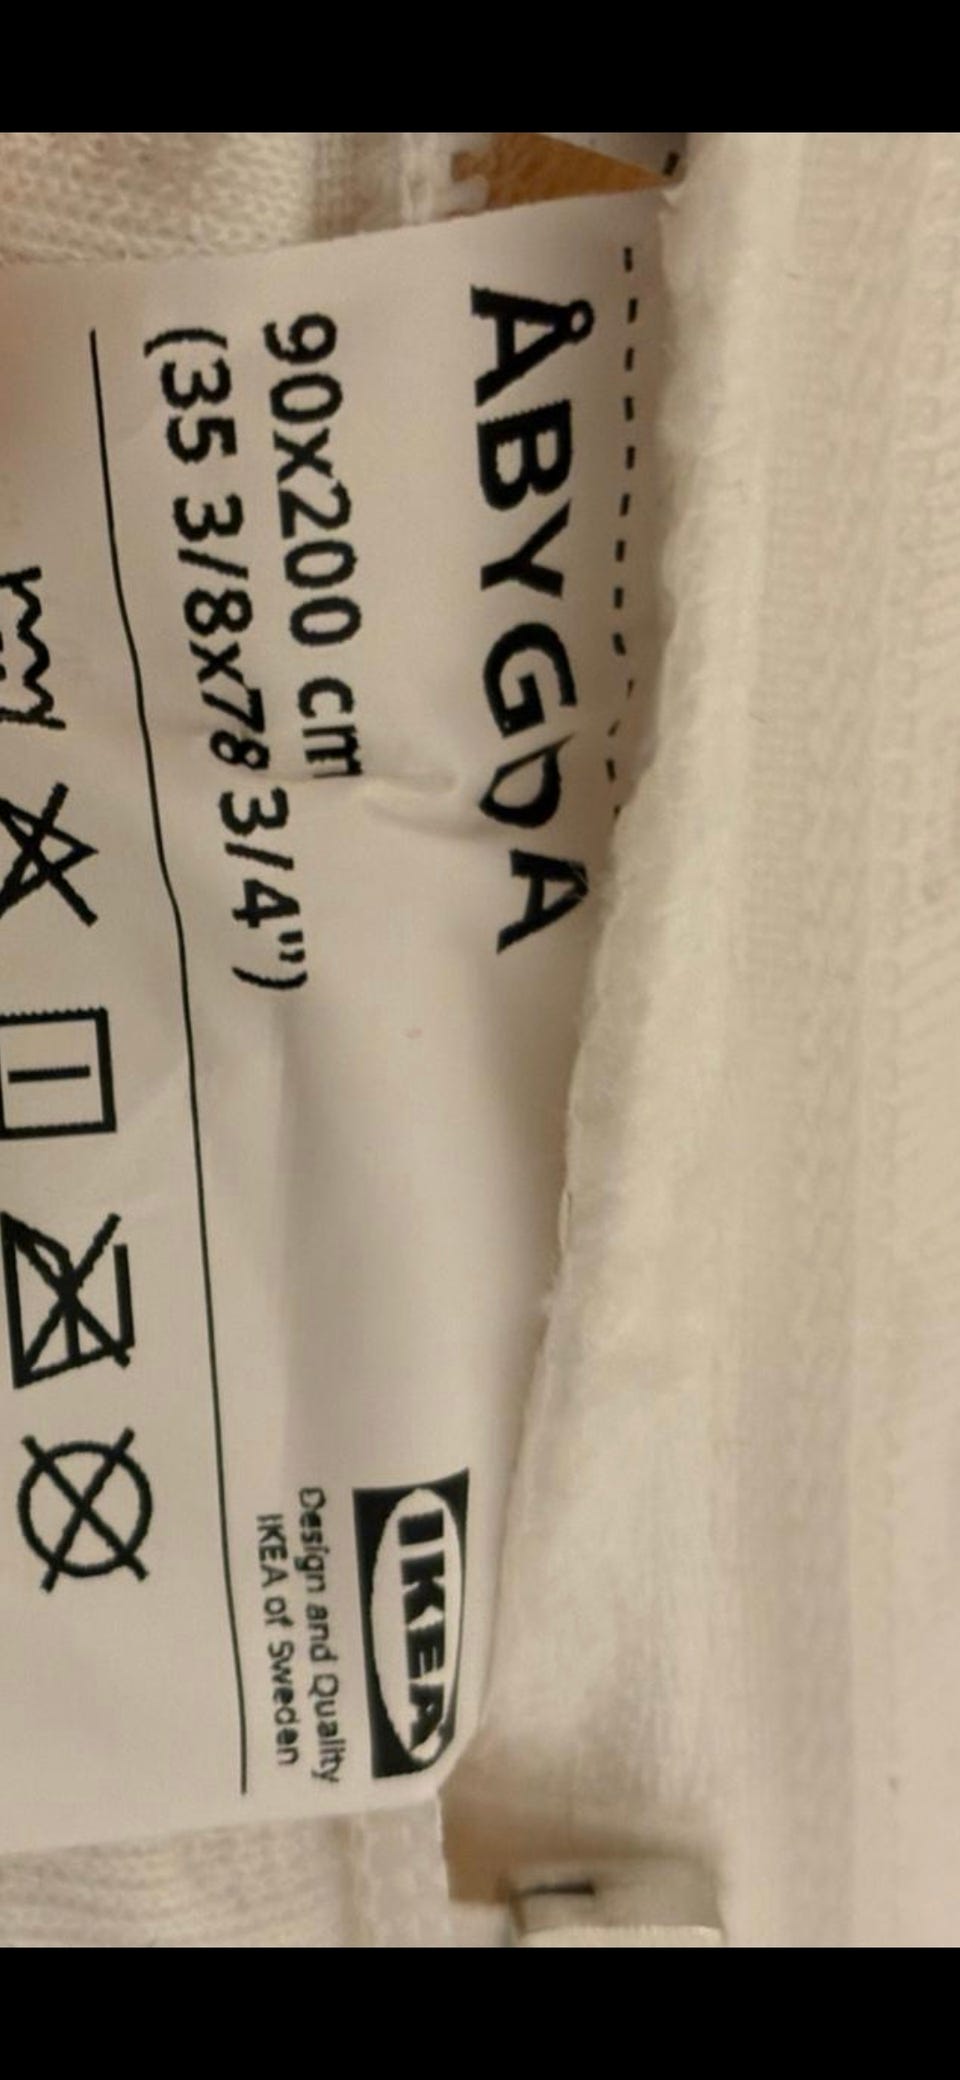 ÅBYGDA
90x200 cm
(35 3/8x78 3/4")
IKEA
Design and Quality
IKEA of Sweden